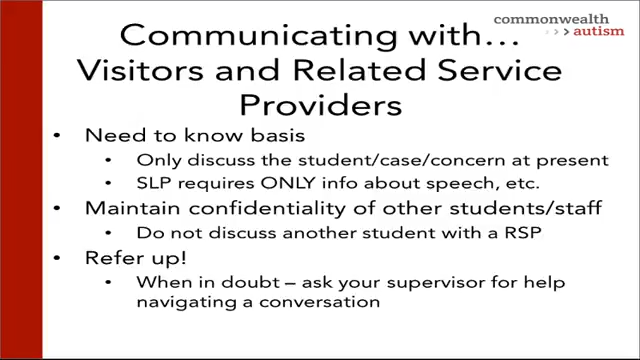 commonwealth
autism
Communicating with…
Visitors and Related Service
Providers
• Need to know basis
• Only discuss the student/case/concern at present
• SLP requires ONLY info about speech, etc.
• Maintain confidentiality of other students/staff
• Do not discuss another student with a RSP
• Refer up!
• When in doubt – ask your supervisor for help
navigating a conversation